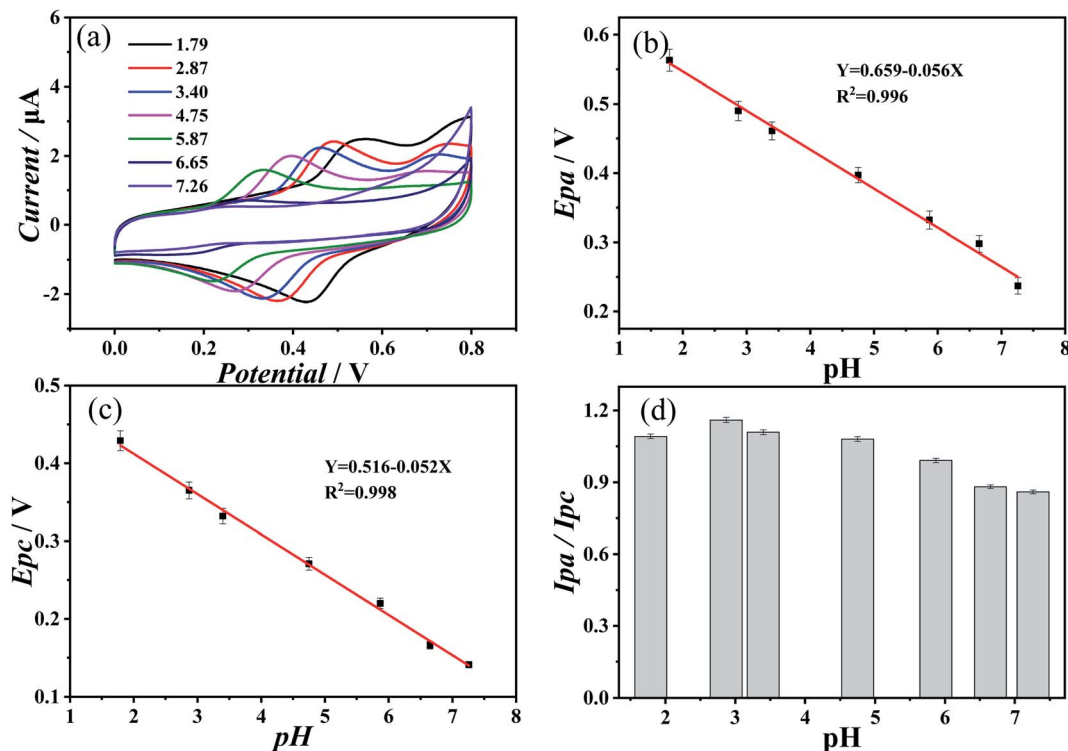 (a)
1.79
2.87
3.40
4.75
5.87
6.65
7.26
6
4
2
0
-2
Current / μA
0.0 0.2 0.4 0.6 0.8
Potential / V
(b)
Y=0.659-0.056X
R²=0.996
0.6
0.5
0.4
0.3
0.2
Epa / V
1 2 3 4 5 6 7 8
pH
(c)
Y=0.516-0.052X
R²=0.998
0.5
0.4
0.3
0.2
0.1
Epc / V
1 2 3 4 5 6 7 8
pH
(d)
1.2
0.9
0.6
0.3
0.0
Ipa / Ipc
2 3 4 5 6 7
pH